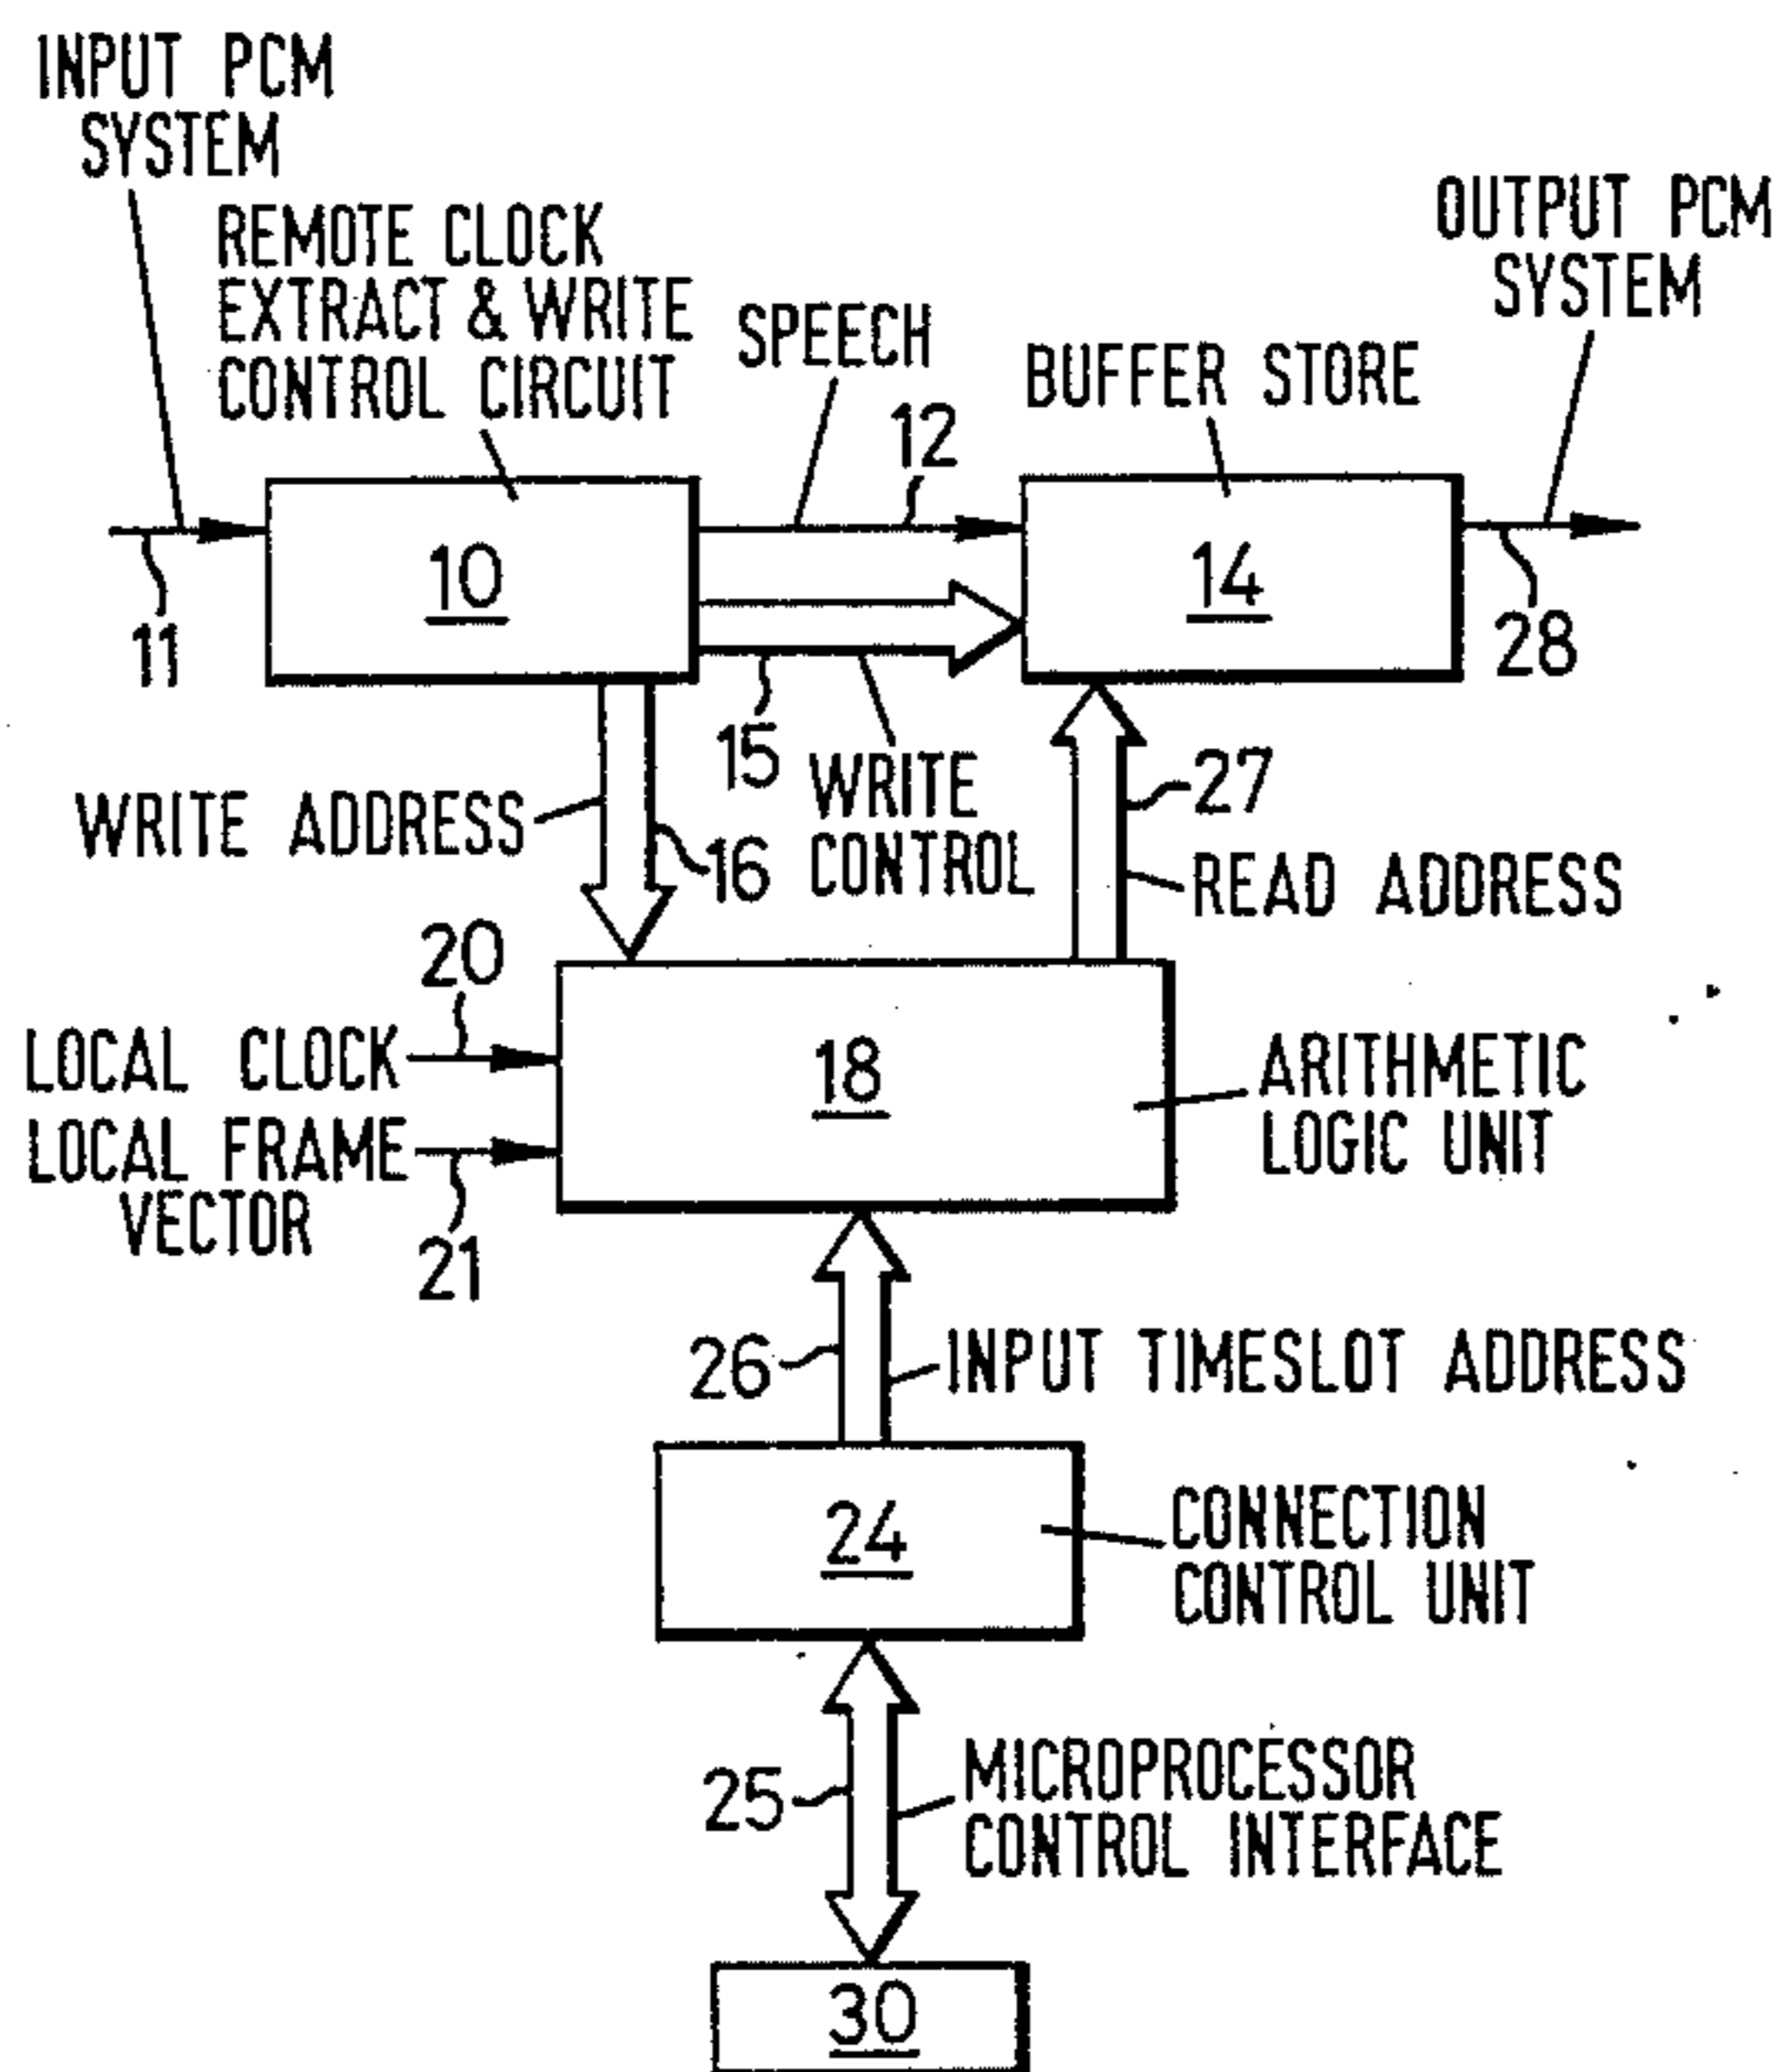 INPUT PCM
SYSTEM
REMOTE CLOCK
EXTRACT & WRITE
CONTROL CIRCUIT
SPEECH
12
BUFFER STORE
OUTPUT PCM
SYSTEM
10
14
11
28
15
WRITE
CONTROL
WRITE ADDRESS
16
27
READ ADDRESS
20
LOCAL CLOCK
LOCAL FRAME
VECTOR
21
18
ARITHMETIC
LOGIC UNIT
26
INPUT TIMESLOT ADDRESS
24
CONNECTION
CONTROL UNIT
25
MICROPROCESSOR
CONTROL INTERFACE
30